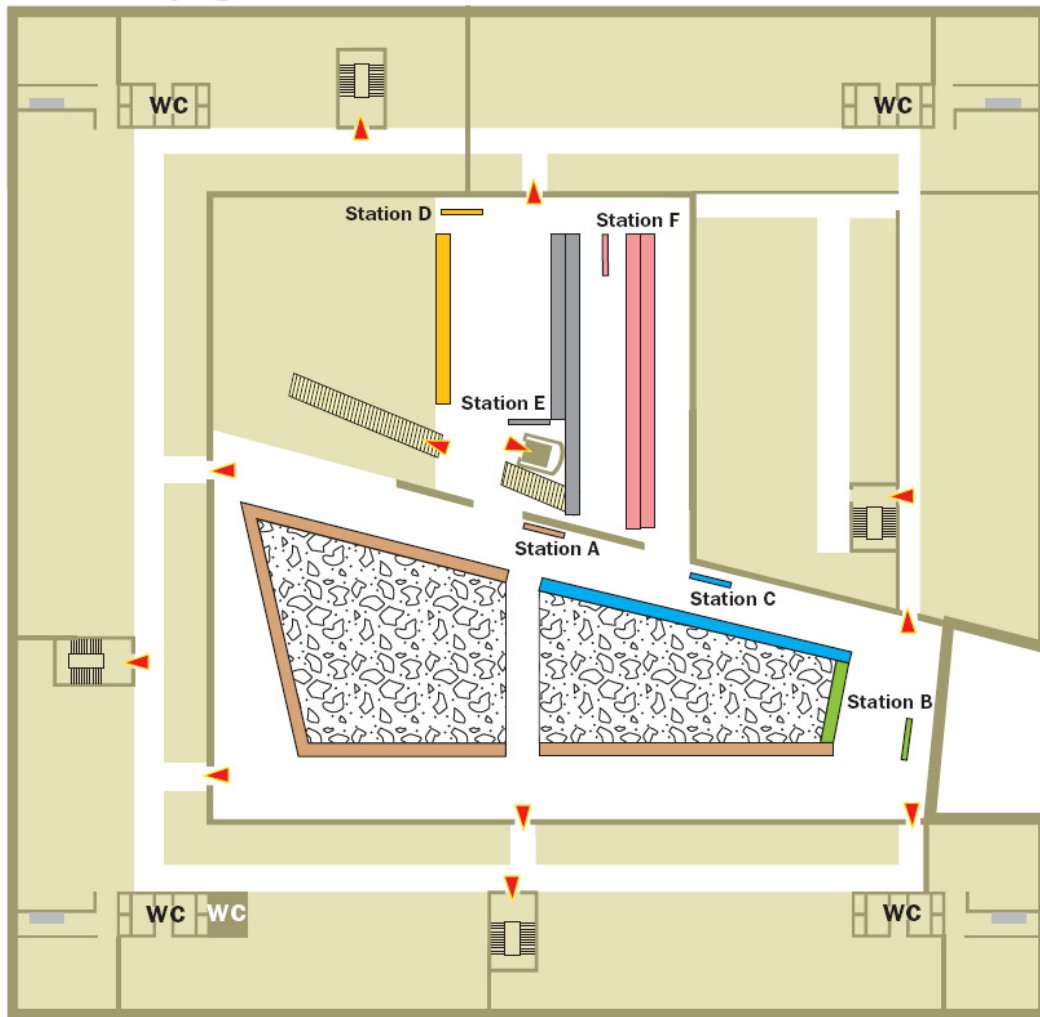 WC
WC
Station D
Station F
Station E
Station A
Station C
Station B
WC
WC
WC